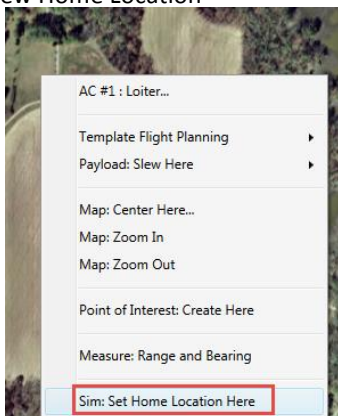 ew Home Location
AC #1 : Loiter...
Template Flight Planning
Payload: Slew Here
Map: Center Here...
Map: Zoom In
Map: Zoom Out
Point of Interest: Create Here
Measure: Range and Bearing
Sim: Set Home Location Here